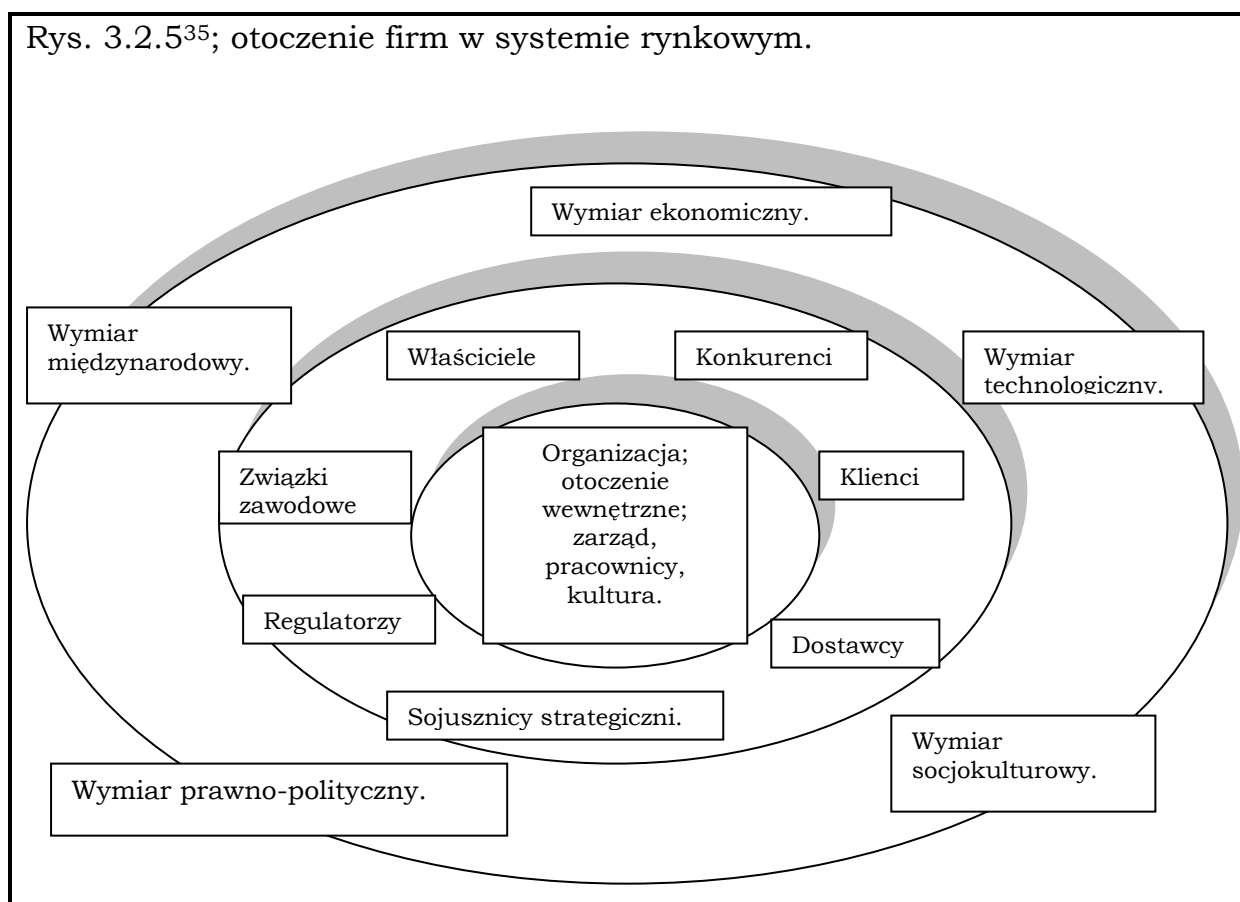 Rys. 3.2.5³⁵; otoczenie firm w systemie rynkowym.
Wymiar ekonomiczny.
Wymiar
międzynarodowy.
Właściciele
Konkurenci
Wymiar
technologiczny.
Związki
zawodowe
Organizacja;
otoczenie
wewnętrzne;
zarząd,
pracownicy,
kultura.
Klienci
Regulatorzy
Dostawcy
Sojusznicy strategiczni.
Wymiar
socjokulturowy.
Wymiar prawno-polityczny.